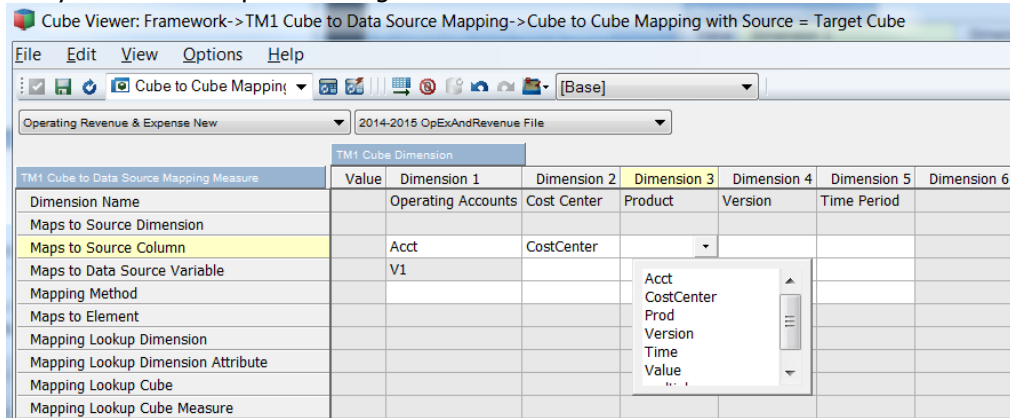 Cube Viewer: Framework->TM1 Cube to Data Source Mapping->Cube to Cube Mapping with Source = Target Cube
File Edit View Options Help
Cube to Cube Mapping [Base]
Operating Revenue & Expense New 2014-2015 OpExAndRevenue File
TM1 Cube Dimension
TM1 Cube to Data Source Mapping Measure Value Dimension 1 Dimension 2 Dimension 3 Dimension 4 Dimension 5 Dimension 6
Dimension Name Operating Accounts Cost Center Product Version Time Period
Maps to Source Dimension
Maps to Source Column Acct CostCenter
Maps to Data Source Variable V1
Acct
Mapping Method
CostCenter
Maps to Element
Prod
Mapping Lookup Dimension
Version
Mapping Lookup Dimension Attribute
Time
Mapping Lookup Cube
Value
Mapping Lookup Cube Measure